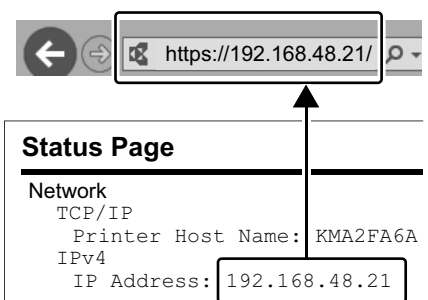 https://192.168.48.21/
Status Page
Network
TCP/IP
Printer Host Name: KMA2FA6A
IPv4
IP Address: 192.168.48.21